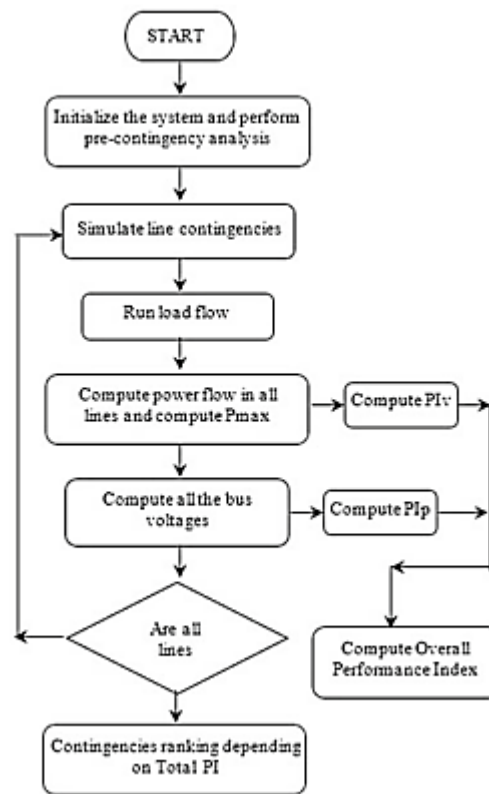 START
Initialize the system and perform
pre-contingency analysis
Simulate line contingencies
Run load flow
Compute power flow in all
lines and compute Pmax
Compute PIv
Compute all the bus
voltages
Compute PIp
Are all
lines
Compute Overall
Performance Index
Contingencies ranking depending
on Total PI